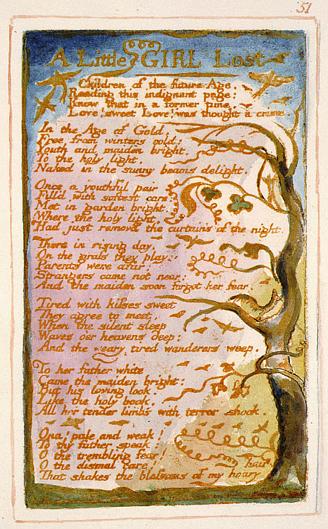 51
A Little GIRL Lost
Children of the future Age,
Reading this indignant page;
Know that in a former time,
Love! sweet Love! was thought a crime.
In the Age of Gold,
Free from winters cold;
Youth and maiden bright,
To the holy light,
Naked in the sunny beams delight.
Once a youthful pair
Fill'd with softest care:
Met in garden bright,
Where the holy light,
Had just remov'd the curtains of the night.
There in rising day,
On the grass they play:
Parents were afar:
Strangers came not near:
And the maiden soon forgot her fear.
Tired with kisses sweet
They agree to meet,
When the silent sleep
Waves o'er heavens deep:
And the weary tired wanderers weep.
To her father white
Came the maiden bright:
But his loving look,
Like the holy book,
All her tender limbs with terror shook.
Ona! pale and weak!
To thy father speak:
O the trembling fear!
O the dismal care!
That shakes the blossoms of my hoary
hair